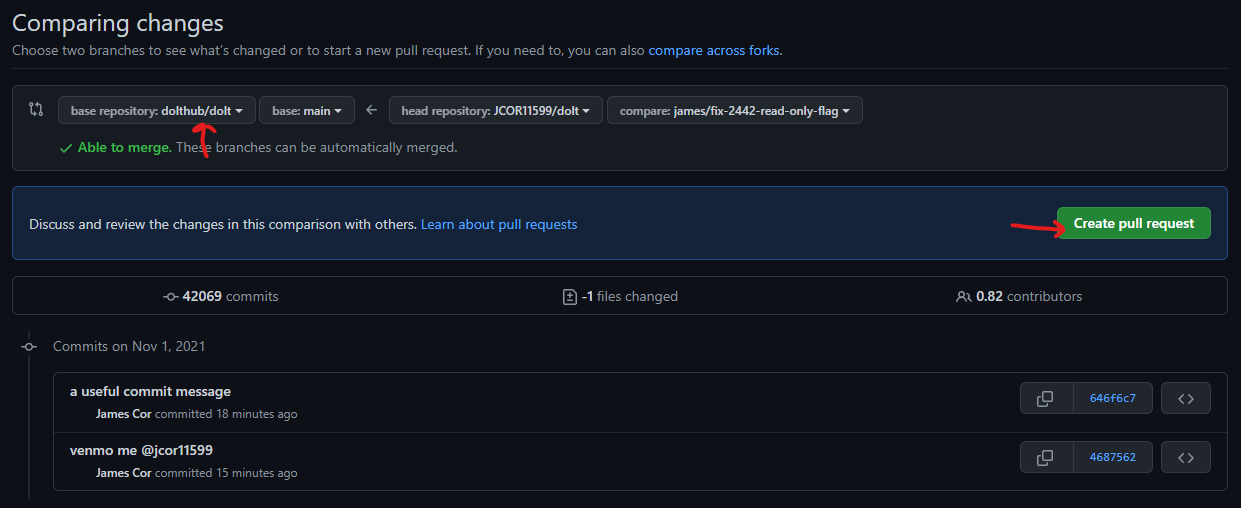 Comparing changes
Choose two branches to see what's changed or to start a new pull request. If you need to, you can also compare across forks.
base repository: dolthub/dolt base: main head repository: JCOR11599/dolt compare: james/fix-2442-read-only-flag
Able to merge. These branches can be automatically merged.
Discuss and review the changes in this comparison with others. Learn about pull requests Create pull request
42069 commits -1 files changed 0.82 contributors
Commits on Nov 1, 2021
a useful commit message
James Cor committed 18 minutes ago 646f6c7
venmo me @jcor11599
James Cor committed 15 minutes ago 4687562